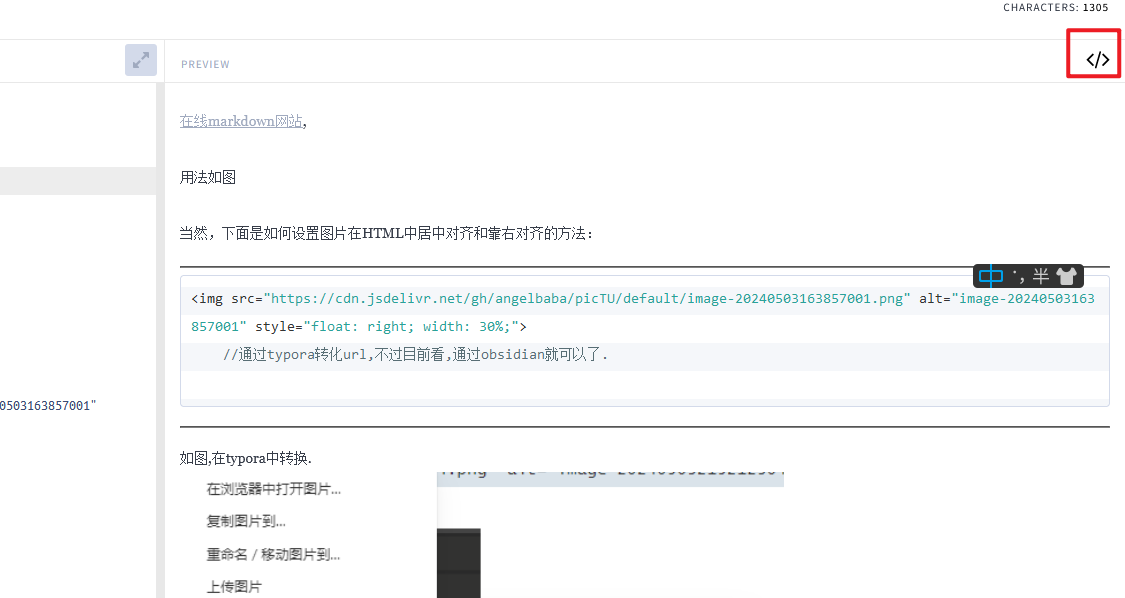 CHARACTERS: 1305
PREVIEW
</>
在线markdown网站,
用法如图
当然，下面是如何设置图片在HTML中居中对齐和靠右对齐的方法：
中 •, 半
<img src="https://cdn.jsdelivr.net/gh/angelbaba/picTU/default/image-20240503163857001.png" alt="image-20240503163
857001" style="float: right; width: 30%;">
//通过typora转化url,不过目前看,通过obsidian就可以了.
0503163857001"
如图,在typora中转换.
在浏览器中打开图片...
复制图片到...
重命名 / 移动图片到...
上传图片